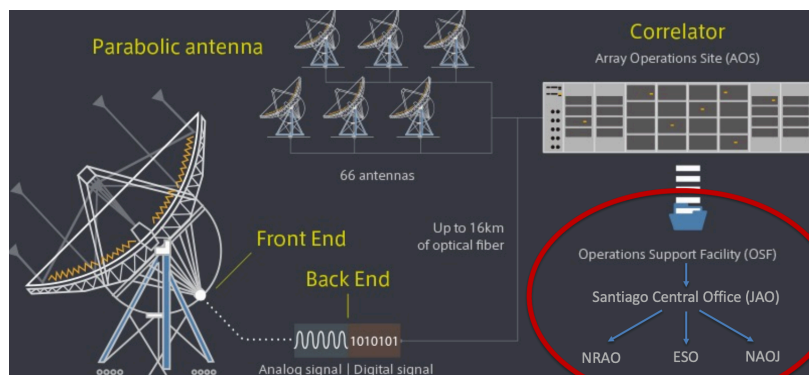 Parabolic antenna
Correlator
Array Operations Site (AOS)
66 antennas
Up to 16km
of optical fiber
Front End
Back End
1010101
Analog signal | Digital signal
Operations Support Facility (OSF)
Santiago Central Office (JAO)
NRAO
ESO
NAOJ